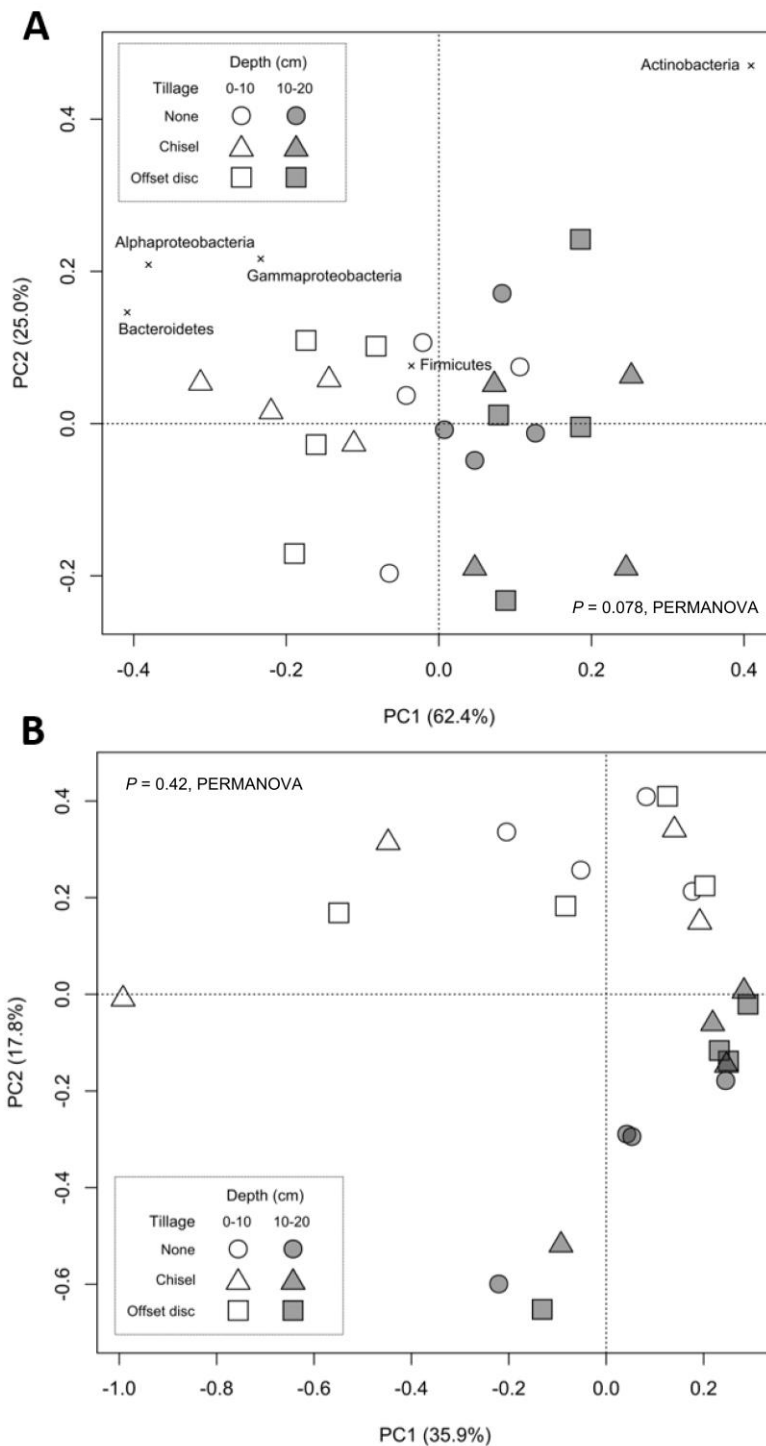 A
Depth (cm)
Tillage 0-10 10-20
None
Chisel
Offset disc
Actinobacteria ×
Alphaproteobacteria
×
×
Gammaproteobacteria
×
Bacteroidetes
× Firmicutes
P = 0.078, PERMANOVA
PC2 (25.0%)
0.4
0.2
0.0
-0.2
-0.4 -0.2 0.0 0.2 0.4
PC1 (62.4%)
B
P = 0.42, PERMANOVA
PC2 (17.8%)
0.4
0.2
0.0
-0.2
-0.4
-0.6
Depth (cm)
Tillage 0-10 10-20
None
Chisel
Offset disc
-1.0 -0.8 -0.6 -0.4 -0.2 0.0 0.2
PC1 (35.9%)